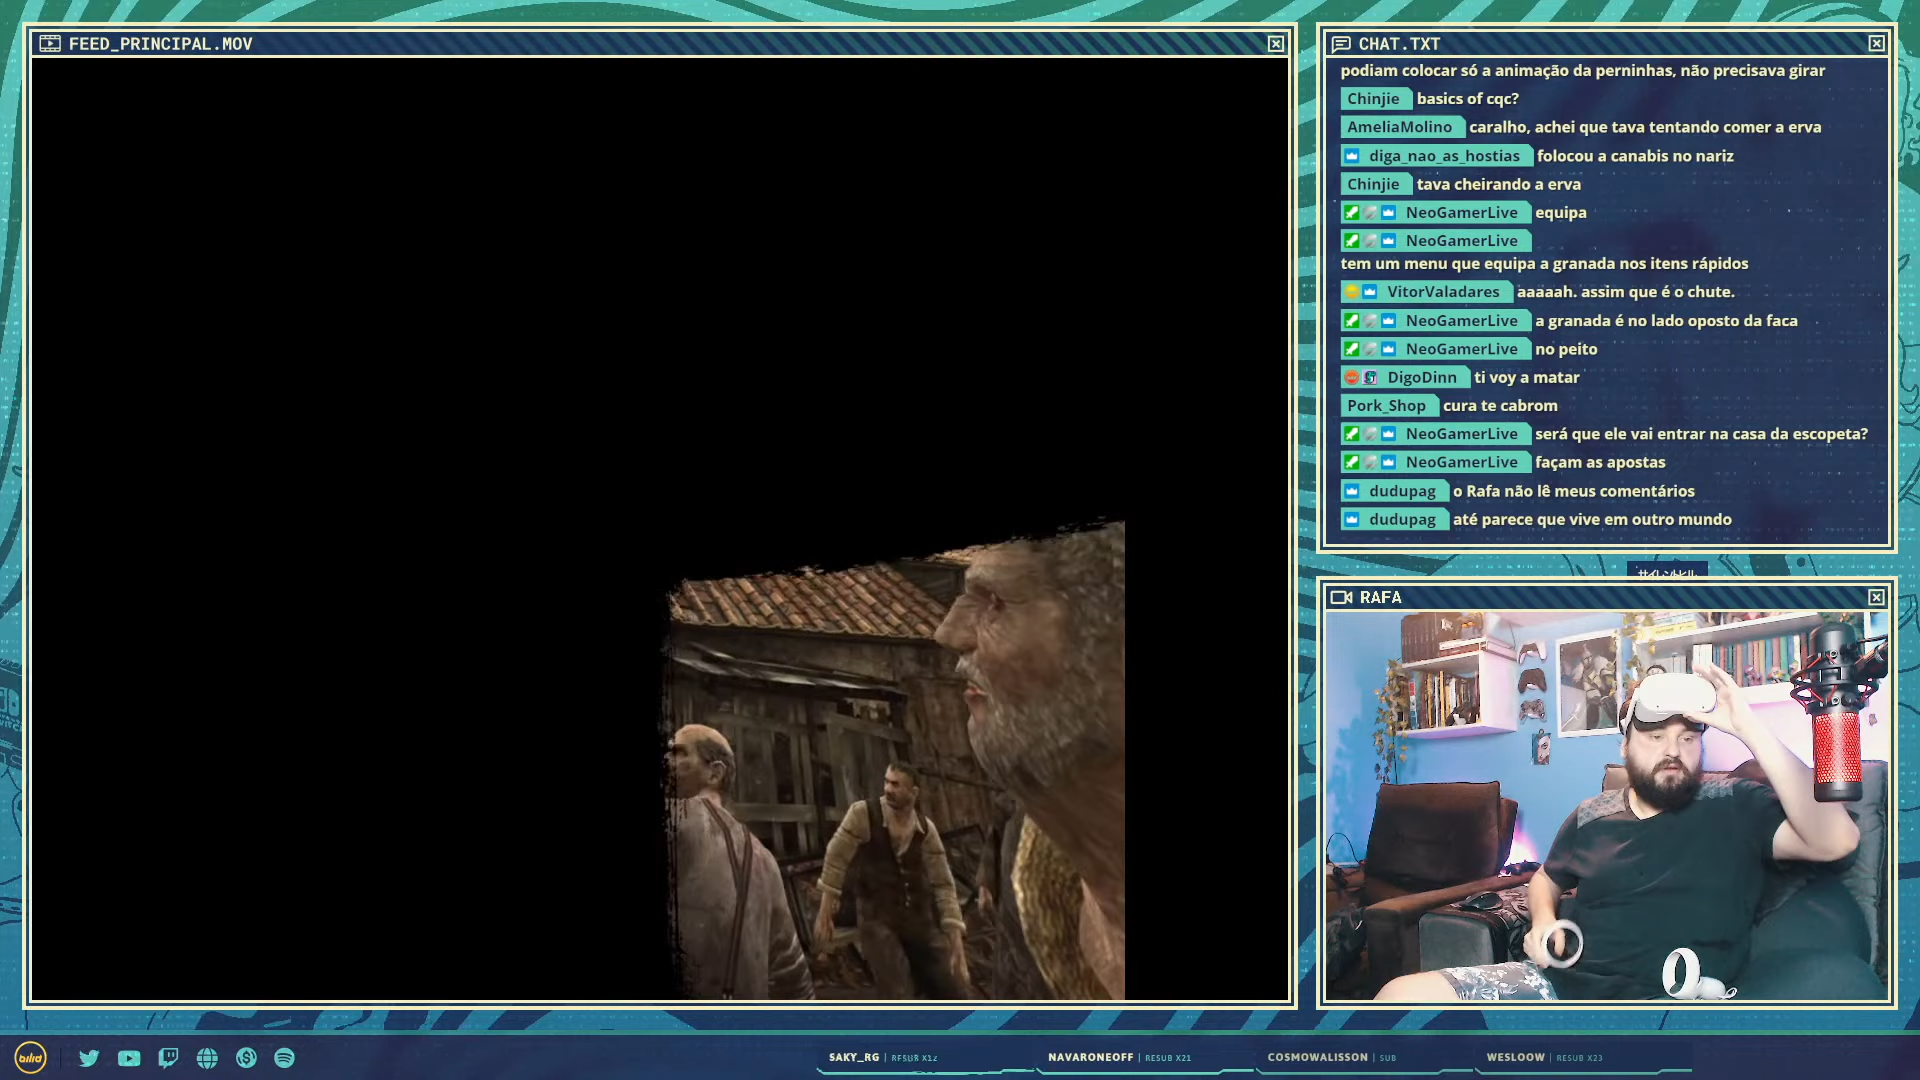 FEED_PRINCIPAL.MOV
CHAT.TXT
podiam colocar só a animação da perninhas, não precisava girar
Chinjie basics of cqc?
AmeliaMolino caralho, achei que tava tentando comer a erva
diga_nao_as_hostias folocou a canabis no nariz
Chinjie tava cheirando a erva
NeoGamerLive equipa
NeoGamerLive
tem um menu que equipa a granada nos itens rápidos
VitorValadares aaaaah. assim que é o chute.
NeoGamerLive a granada é no lado oposto da faca
NeoGamerLive no peito
DigoDinn ti voy a matar
Pork_Shop cura te cabrom
NeoGamerLive será que ele vai entrar na casa da escopeta?
NeoGamerLive façam as apostas
dudupag o Rafa não lê meus comentários
dudupag até parece que vive em outro mundo
RAFA
SAKY_RG | RESUB X12
NAVARONEOFF | RESUB X21
COSMOWALISSON | SUB
WESLOOW | RESUB X23